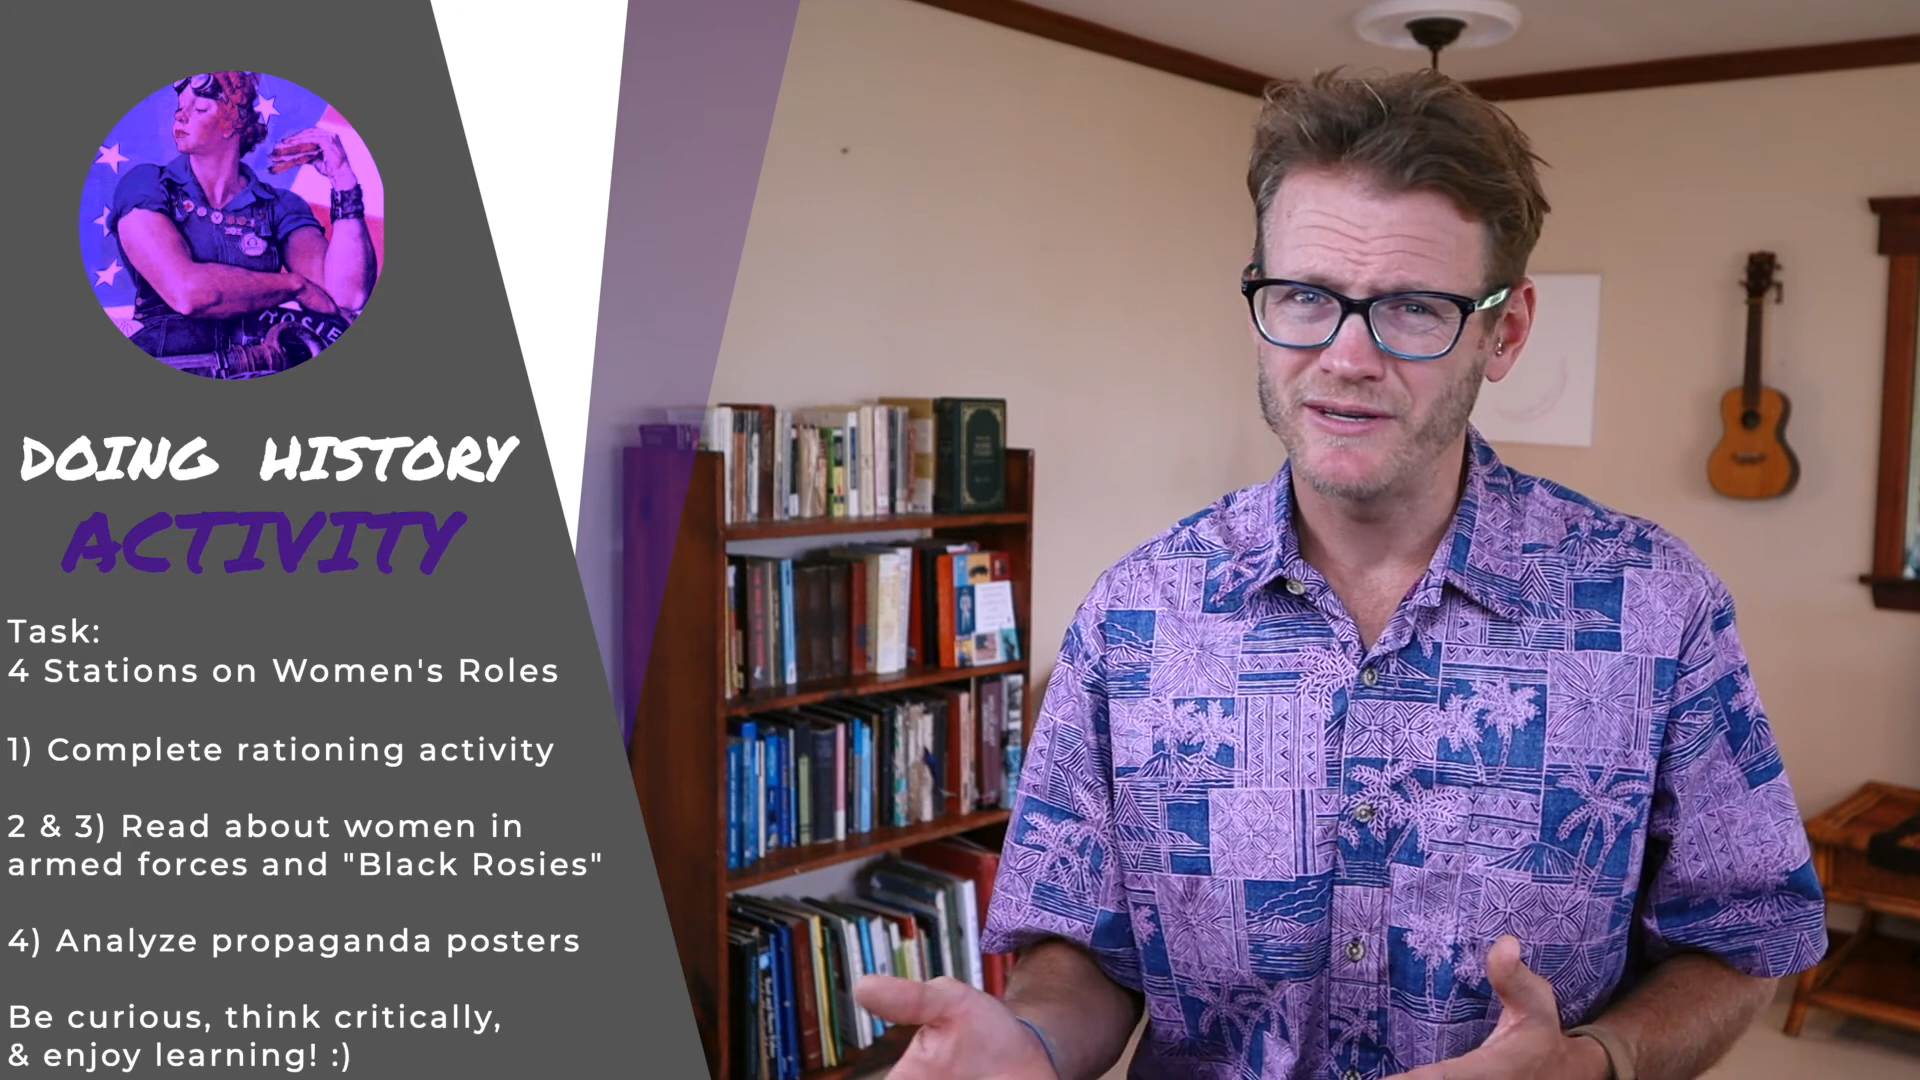 ROSIE
DOING HISTORY
ACTIVITY
Task:
4 Stations on Women's Roles
1) Complete rationing activity
2 & 3) Read about women in
armed forces and "Black Rosies"
4) Analyze propaganda posters
Be curious, think critically,
& enjoy learning! :)